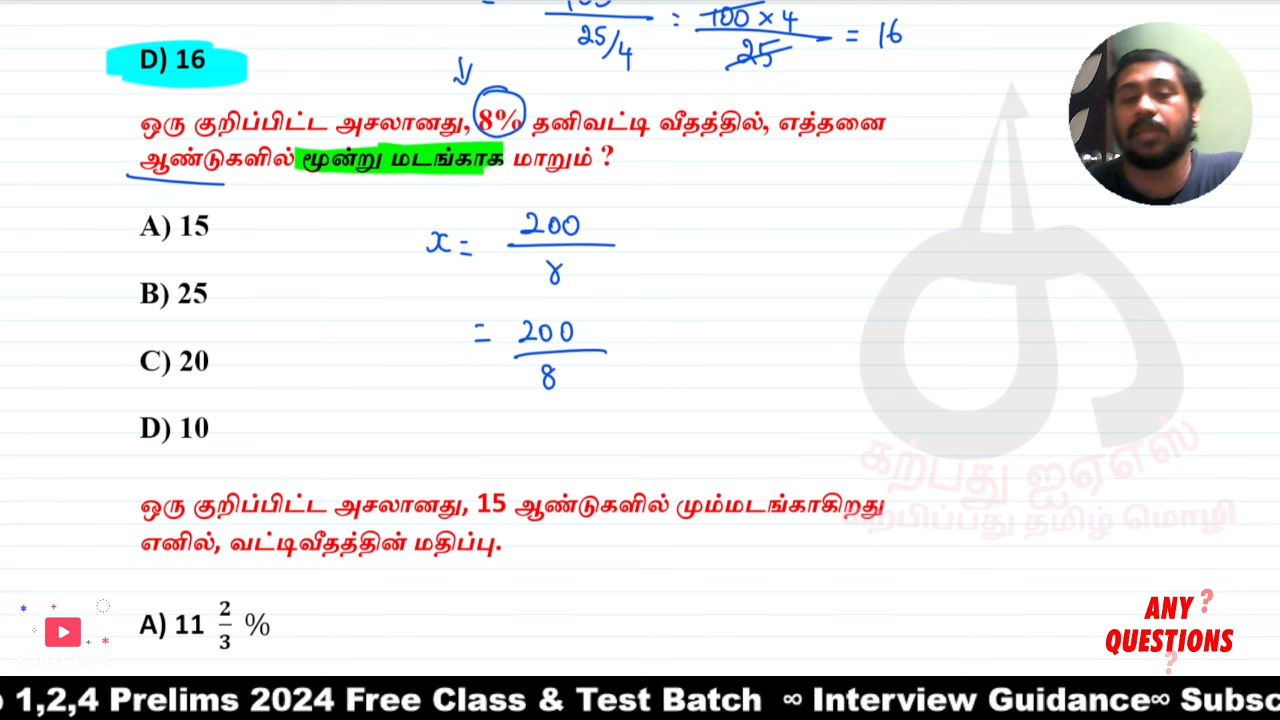 25/4 : 100 × 4 / 25 = 16
D) 16
ஒரு குறிப்பிட்ட அசலானது, 8% தனிவட்டி வீதத்தில், எத்தனை
ஆண்டுகளில் மூன்று மடங்காக மாறும் ?
A) 15
x = 200 / r
B) 25
= 200 / 8
C) 20
D) 10
கற்பது ஐஏஎஸ்
கற்பிப்பது தமிழ் மொழி
ஒரு குறிப்பிட்ட அசலானது, 15 ஆண்டுகளில் மும்மடங்காகிறது
எனில், வட்டிவீதத்தின் மதிப்பு.
A) 11 2/3 %
ANY ?
QUESTIONS
?
1,2,4 Prelims 2024 Free Class & Test Batch ∞ Interview Guidance∞